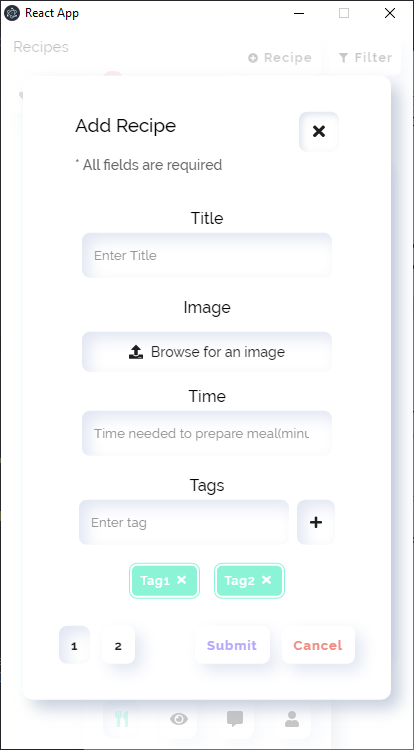 React App
Recipes
Recipe
Filter
Add Recipe
* All fields are required
Title
Enter Title
Image
Browse for an image
Time
Time needed to prepare meal(minu
Tags
Enter tag
Tag1 Tag2
1 2 Submit Cancel